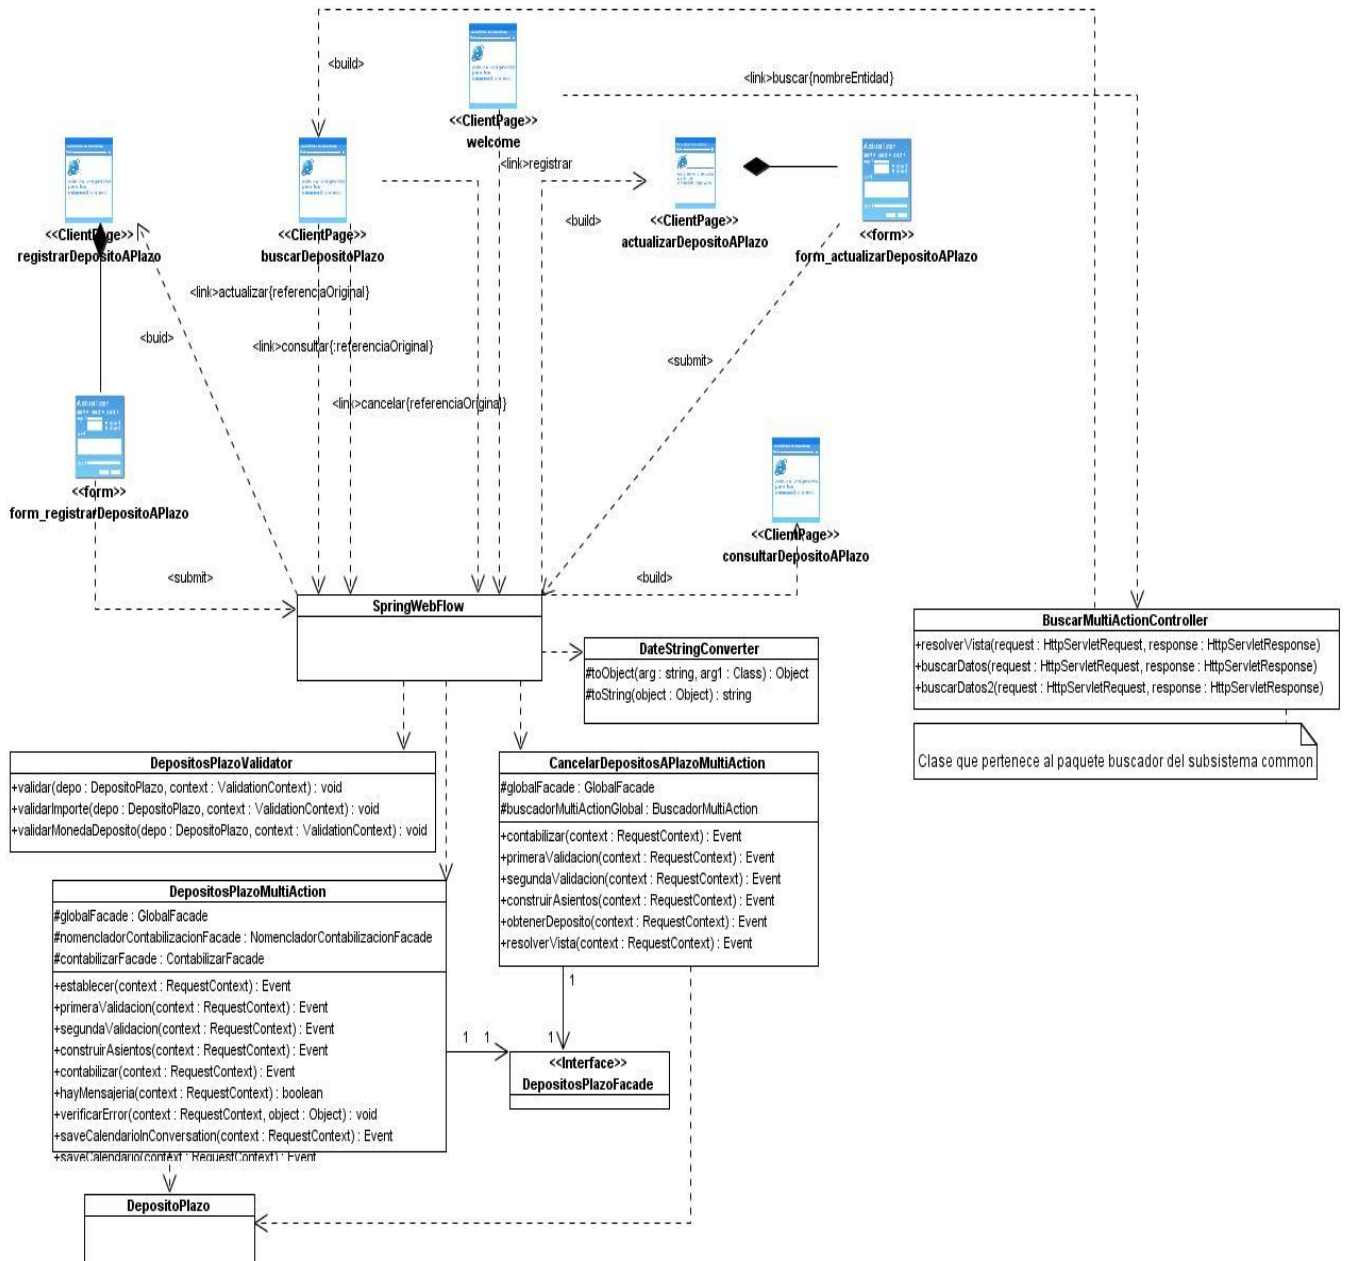 <build>
<<ClientPage>>
welcome
<link>buscar{nombreEntidad}
<link>registrar
<<ClientPage>>
registrarDepositoAPlazo
<<ClientPage>>
buscarDepositoPlazo
<build>
<<ClientPage>>
actualizarDepositoAPlazo
Actualizar
<<form>>
form_actualizarDepositoAPlazo
<link>actualizar{referenciaOriginal}
<buid>
<link>consultar{:referenciaOriginal}
<submit>
<link>cancelar{referenciaOriginal}
Actualizar
<<form>>
form_registrarDepositoAPlazo
<<ClientPage>>
consultarDepositoAPlazo
<submit>
<build>
SpringWebFlow
DateStringConverter
#toObject(arg : string, arg1 : Class) : Object
#toString(object : Object) : string
BuscarMultiActionController
+resolverVista(request : HttpServletRequest, response : HttpServletResponse)
+buscarDatos(request : HttpServletRequest, response : HttpServletResponse)
+buscarDatos2(request : HttpServletRequest, response : HttpServletResponse)
Clase que pertenece al paquete buscador del subsistema common
DepositosPlazoValidator
+validar(depo : DepositoPlazo, context : ValidationContext) : void
+validarImporte(depo : DepositoPlazo, context : ValidationContext) : void
+validarMonedaDeposito(depo : DepositoPlazo, context : ValidationContext) : void
CancelarDepositosAPlazoMultiAction
#globalFacade : GlobalFacade
#buscadorMultiActionGlobal : BuscadorMultiAction
+contabilizar(context : RequestContext) : Event
+primeraValidacion(context : RequestContext) : Event
+segundaValidacion(context : RequestContext) : Event
+construirAsientos(context : RequestContext) : Event
+obtenerDeposito(context : RequestContext) : Event
+resolverVista(context : RequestContext) : Event
DepositosPlazoMultiAction
#globalFacade : GlobalFacade
#nomencladorContabilizacionFacade : NomencladorContabilizacionFacade
#contabilizarFacade : ContabilizarFacade
+establecer(context : RequestContext) : Event
+primeraValidacion(context : RequestContext) : Event
+segundaValidacion(context : RequestContext) : Event
+construirAsientos(context : RequestContext) : Event
+contabilizar(context : RequestContext) : Event
+hayMensajeria(context : RequestContext) : boolean
+verificarError(context : RequestContext, object : Object) : void
+saveCalendarioInConversation(context : RequestContext) : Event
+saveCalendario(context : RequestContext) : Event
1
1 1 1
<<Interface>>
DepositosPlazoFacade
DepositoPlazo